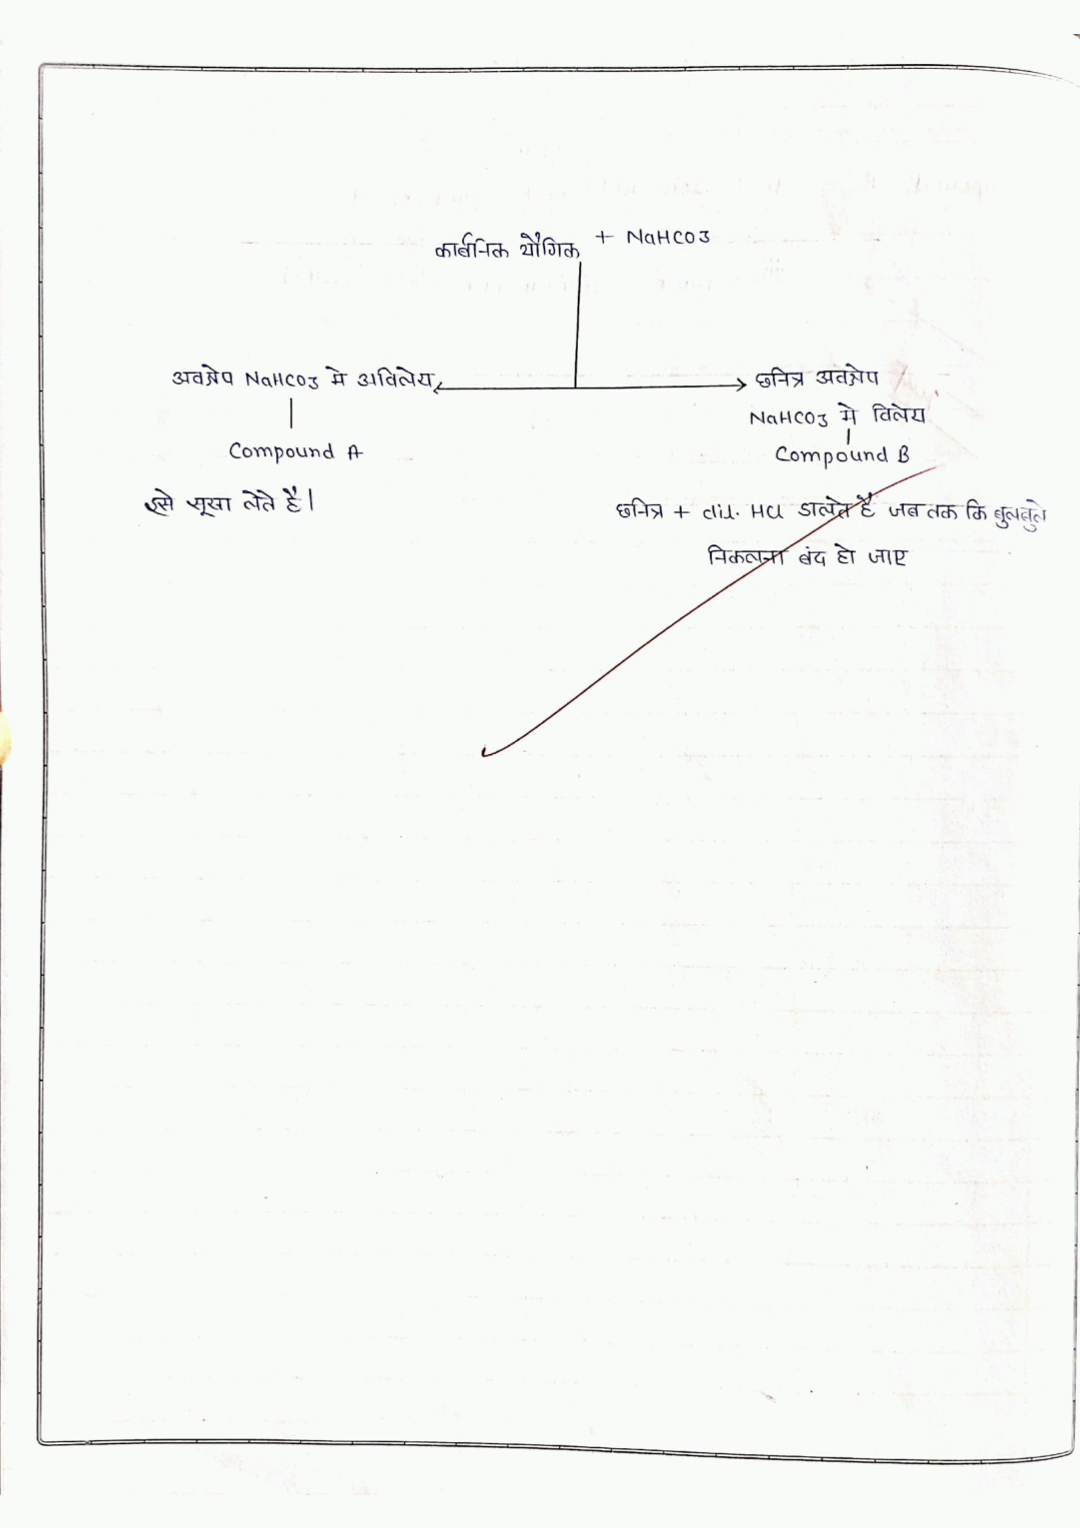 कार्बनिक यौगिक + NaHCO3
अवक्षेप NaHCO3 मे अविलेय
छनित्र अवक्षेप
NaHCO3 मे विलेय
Compound A
Compound B
इसे सूखा लेते है।
छनित्र + dil. HCl डालते है जब तक कि बुलबुले
निकलना बंद हो जाए